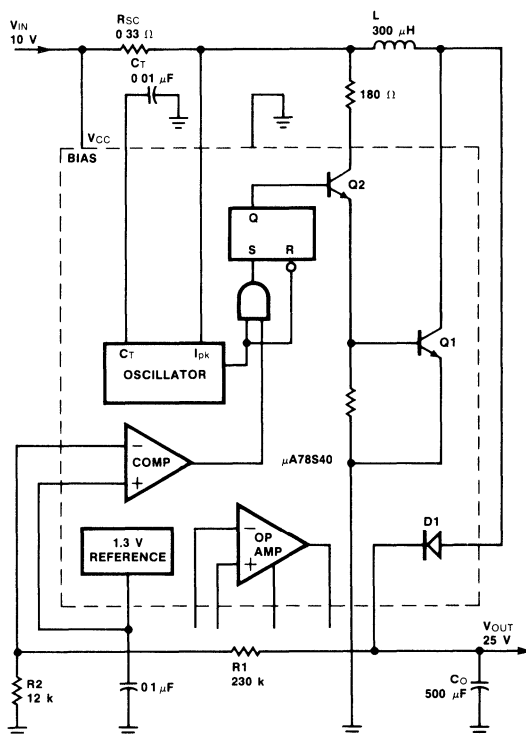 VIN
10 V
RSC
0 33 Ω
CT
0 01 μF
L
300 μH
180 Ω
VCC
BIAS
Q2
Q
S R
Q1
CT Ipk
OSCILLATOR
−
COMP
+
μA78S40
1.3 V
REFERENCE
−
OP
AMP
+
D1
VOUT
25 V
R1
230 k
R2
12 k
0 1 μF
CO
500 μF